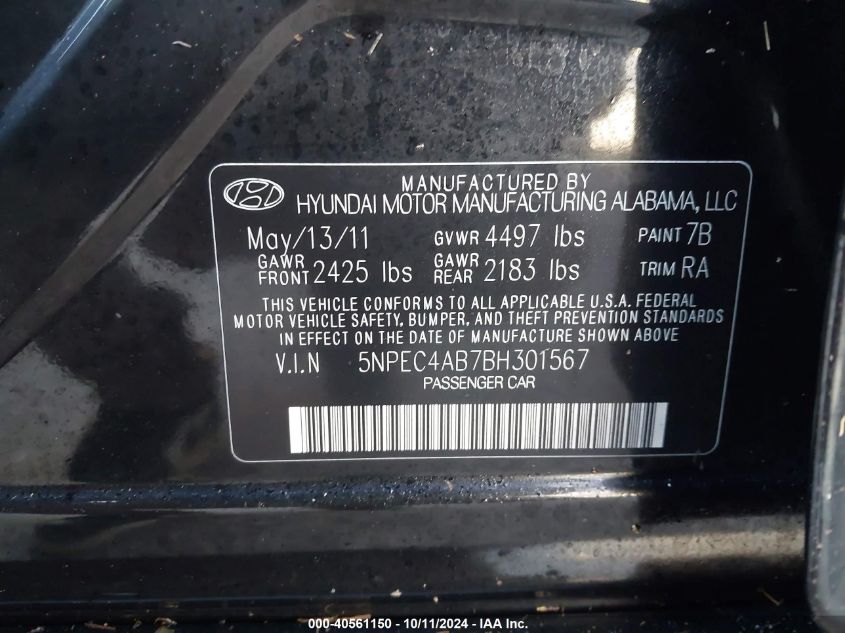 MANUFACTURED BY
HYUNDAI MOTOR MANUFACTURING ALABAMA, LLC
May/13/11 GVWR 4497 lbs PAINT 7B
GAWR FRONT 2425 lbs GAWR REAR 2183 lbs TRIM RA
THIS VEHICLE CONFORMS TO ALL APPLICABLE U.S.A. FEDERAL
MOTOR VEHICLE SAFETY, BUMPER, AND THEFT PREVENTION STANDARDS
IN EFFECT ON THE DATE OF MANUFACTURE SHOWN ABOVE
V.I.N 5NPEC4AB7BH301567
PASSENGER CAR
000-40561150 - 10/11/2024 - IAA Inc.